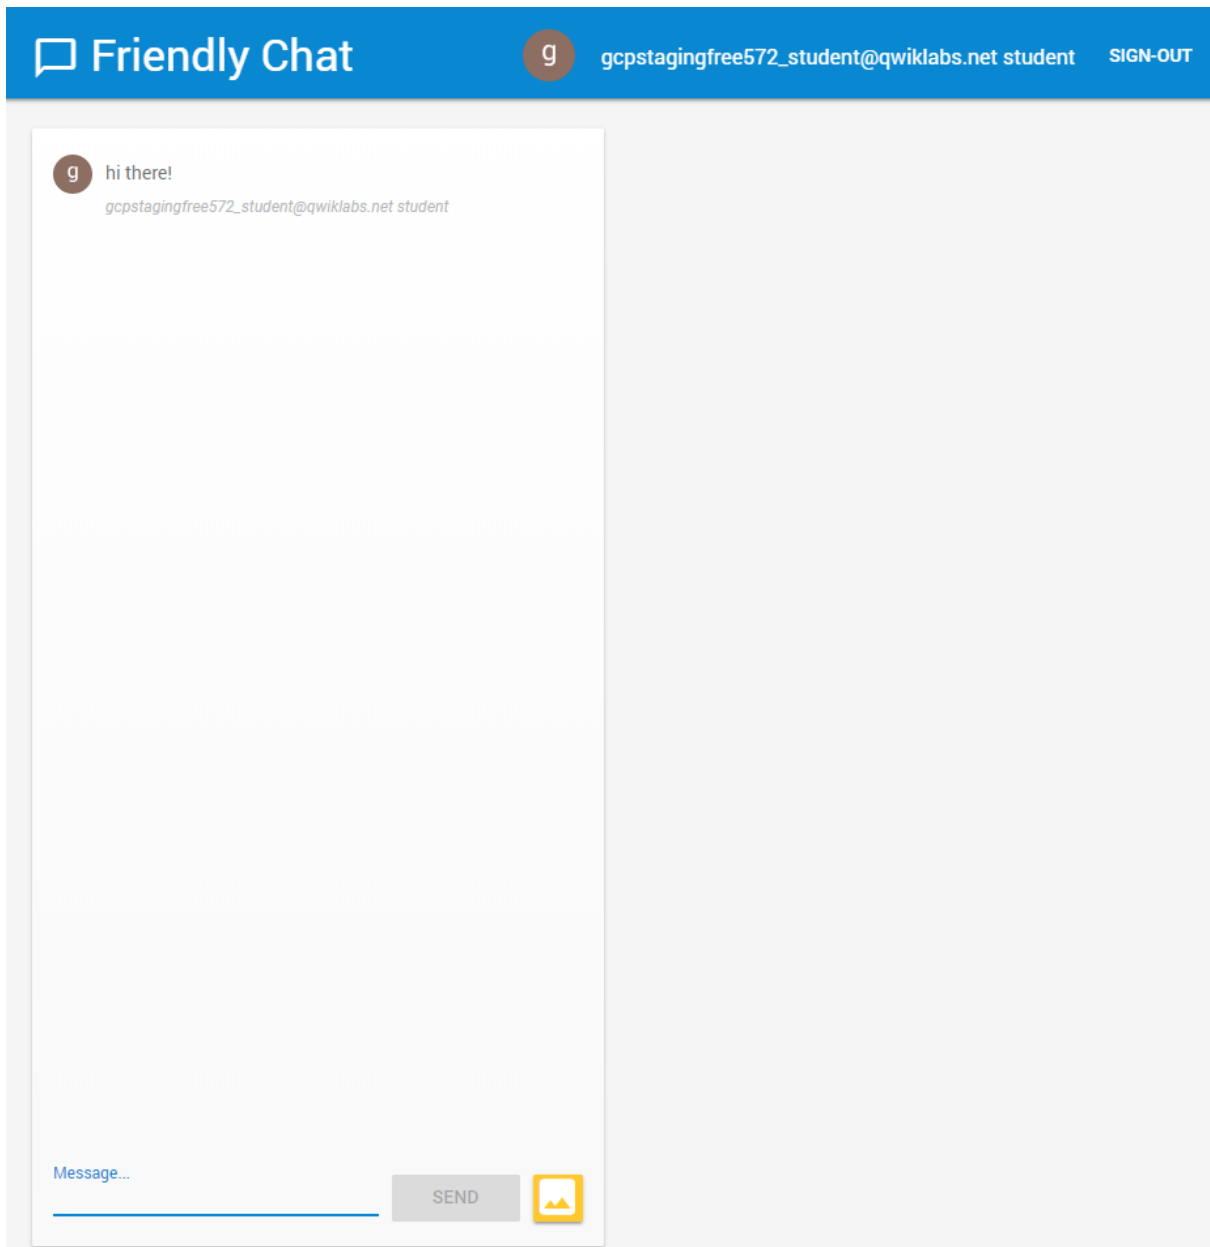 Friendly Chat
g
gcpstagingfree572_student@qwiklabs.net student
SIGN-OUT
g
hi there!
gcpstagingfree572_student@qwiklabs.net student
Message...
SEND